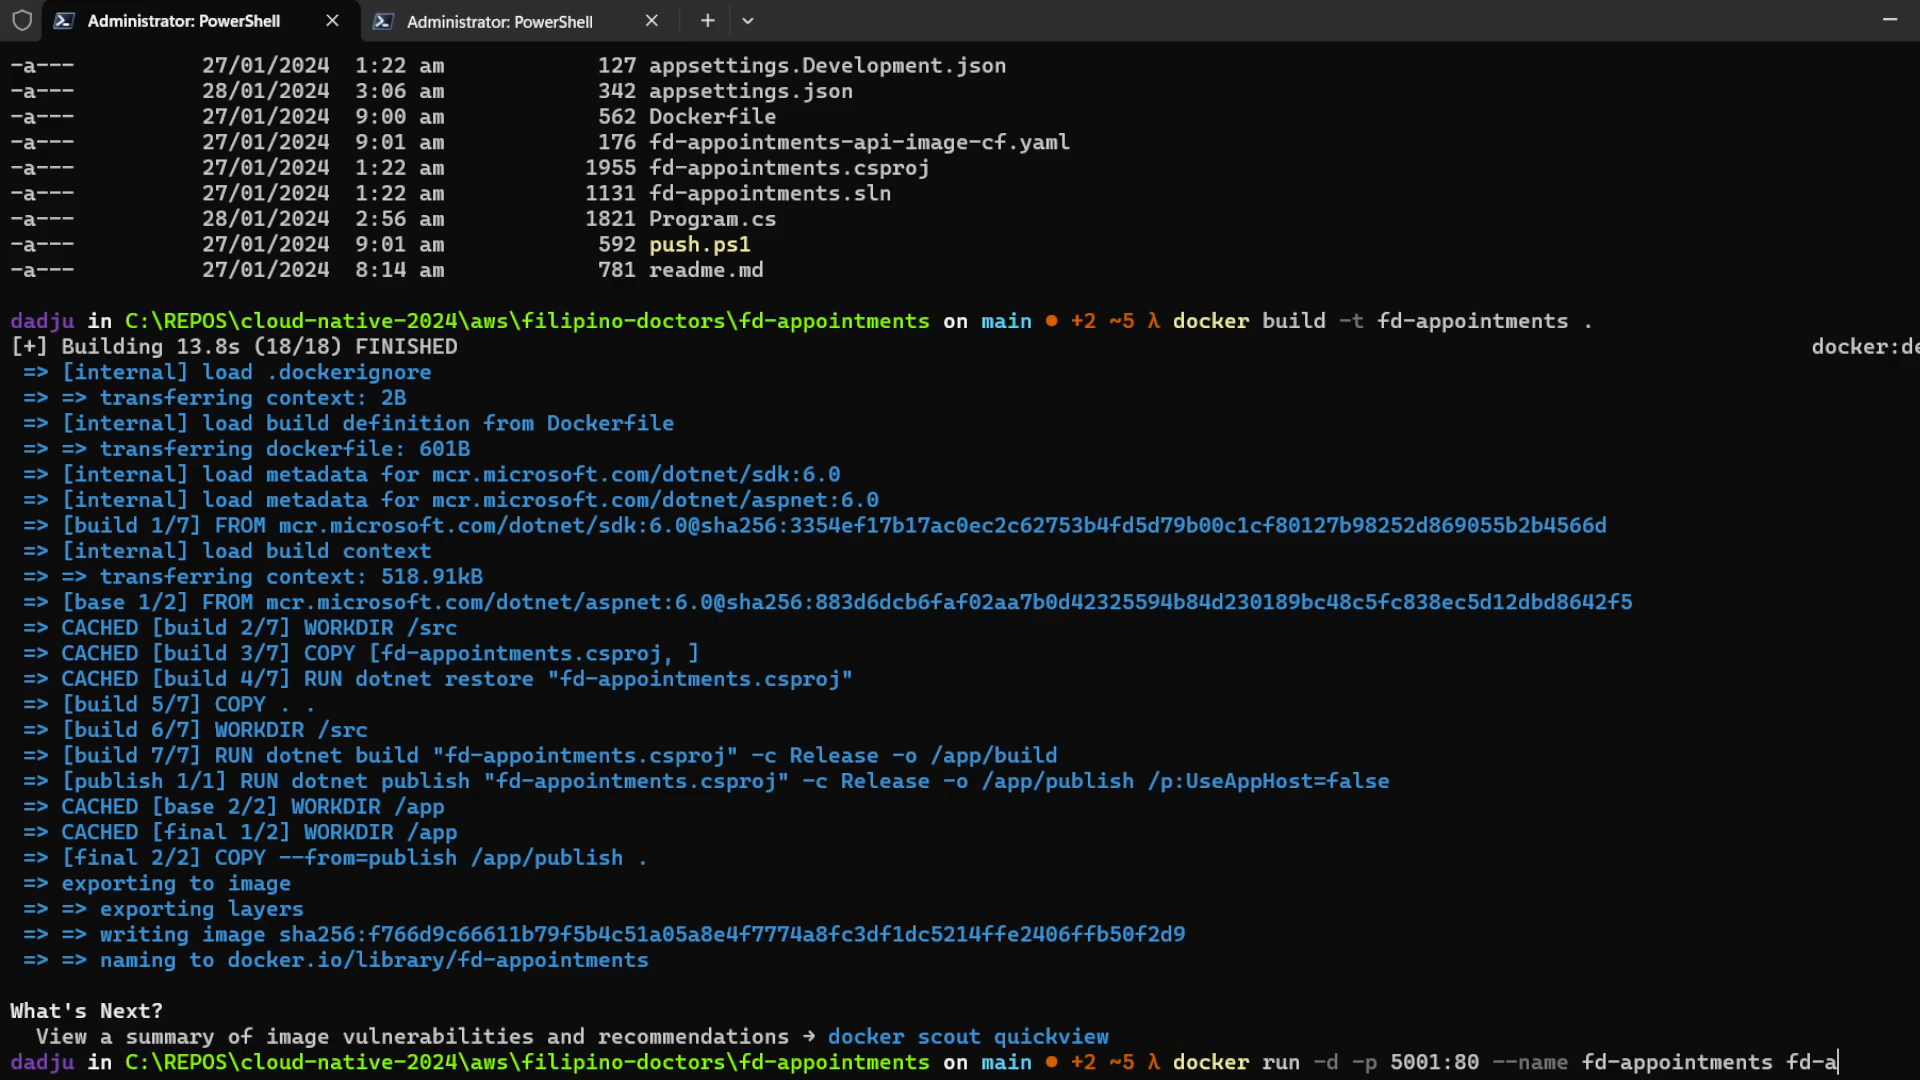 Administrator: PowerShell
Administrator: PowerShell
-a---          27/01/2024  1:22 am            127 appsettings.Development.json
-a---          28/01/2024  3:06 am            342 appsettings.json
-a---          27/01/2024  9:00 am            562 Dockerfile
-a---          27/01/2024  9:01 am            176 fd-appointments-api-image-cf.yaml
-a---          27/01/2024  1:22 am           1955 fd-appointments.csproj
-a---          27/01/2024  1:22 am           1131 fd-appointments.sln
-a---          28/01/2024  2:56 am           1821 Program.cs
-a---          27/01/2024  9:01 am            592 push.ps1
-a---          27/01/2024  8:14 am            781 readme.md
dadju in C:\REPOS\cloud-native-2024\aws\filipino-doctors\fd-appointments on main ● +2 ~5 λ docker build -t fd-appointments .
[+] Building 13.8s (18/18) FINISHED docker:de
=> [internal] load .dockerignore
=> => transferring context: 2B
=> [internal] load build definition from Dockerfile
=> => transferring dockerfile: 601B
=> [internal] load metadata for mcr.microsoft.com/dotnet/sdk:6.0
=> [internal] load metadata for mcr.microsoft.com/dotnet/aspnet:6.0
=> [build 1/7] FROM mcr.microsoft.com/dotnet/sdk:6.0@sha256:3354ef17b17ac0ec2c62753b4fd5d79b00c1cf80127b98252d869055b2b4566d
=> [internal] load build context
=> => transferring context: 518.91kB
=> [base 1/2] FROM mcr.microsoft.com/dotnet/aspnet:6.0@sha256:883d6dcb6faf02aa7b0d42325594b84d230189bc48c5fc838ec5d12dbd8642f5
=> CACHED [build 2/7] WORKDIR /src
=> CACHED [build 3/7] COPY [fd-appointments.csproj, ]
=> CACHED [build 4/7] RUN dotnet restore "fd-appointments.csproj"
=> [build 5/7] COPY . .
=> [build 6/7] WORKDIR /src
=> [build 7/7] RUN dotnet build "fd-appointments.csproj" -c Release -o /app/build
=> [publish 1/1] RUN dotnet publish "fd-appointments.csproj" -c Release -o /app/publish /p:UseAppHost=false
=> CACHED [base 2/2] WORKDIR /app
=> CACHED [final 1/2] WORKDIR /app
=> [final 2/2] COPY --from=publish /app/publish .
=> exporting to image
=> => exporting layers
=> => writing image sha256:f766d9c66611b79f5b4c51a05a8e4f7774a8fc3df1dc5214ffe2406ffb50f2d9
=> => naming to docker.io/library/fd-appointments
What's Next?
View a summary of image vulnerabilities and recommendations → docker scout quickview
dadju in C:\REPOS\cloud-native-2024\aws\filipino-doctors\fd-appointments on main ● +2 ~5 λ docker run -d -p 5001:80 --name fd-appointments fd-a